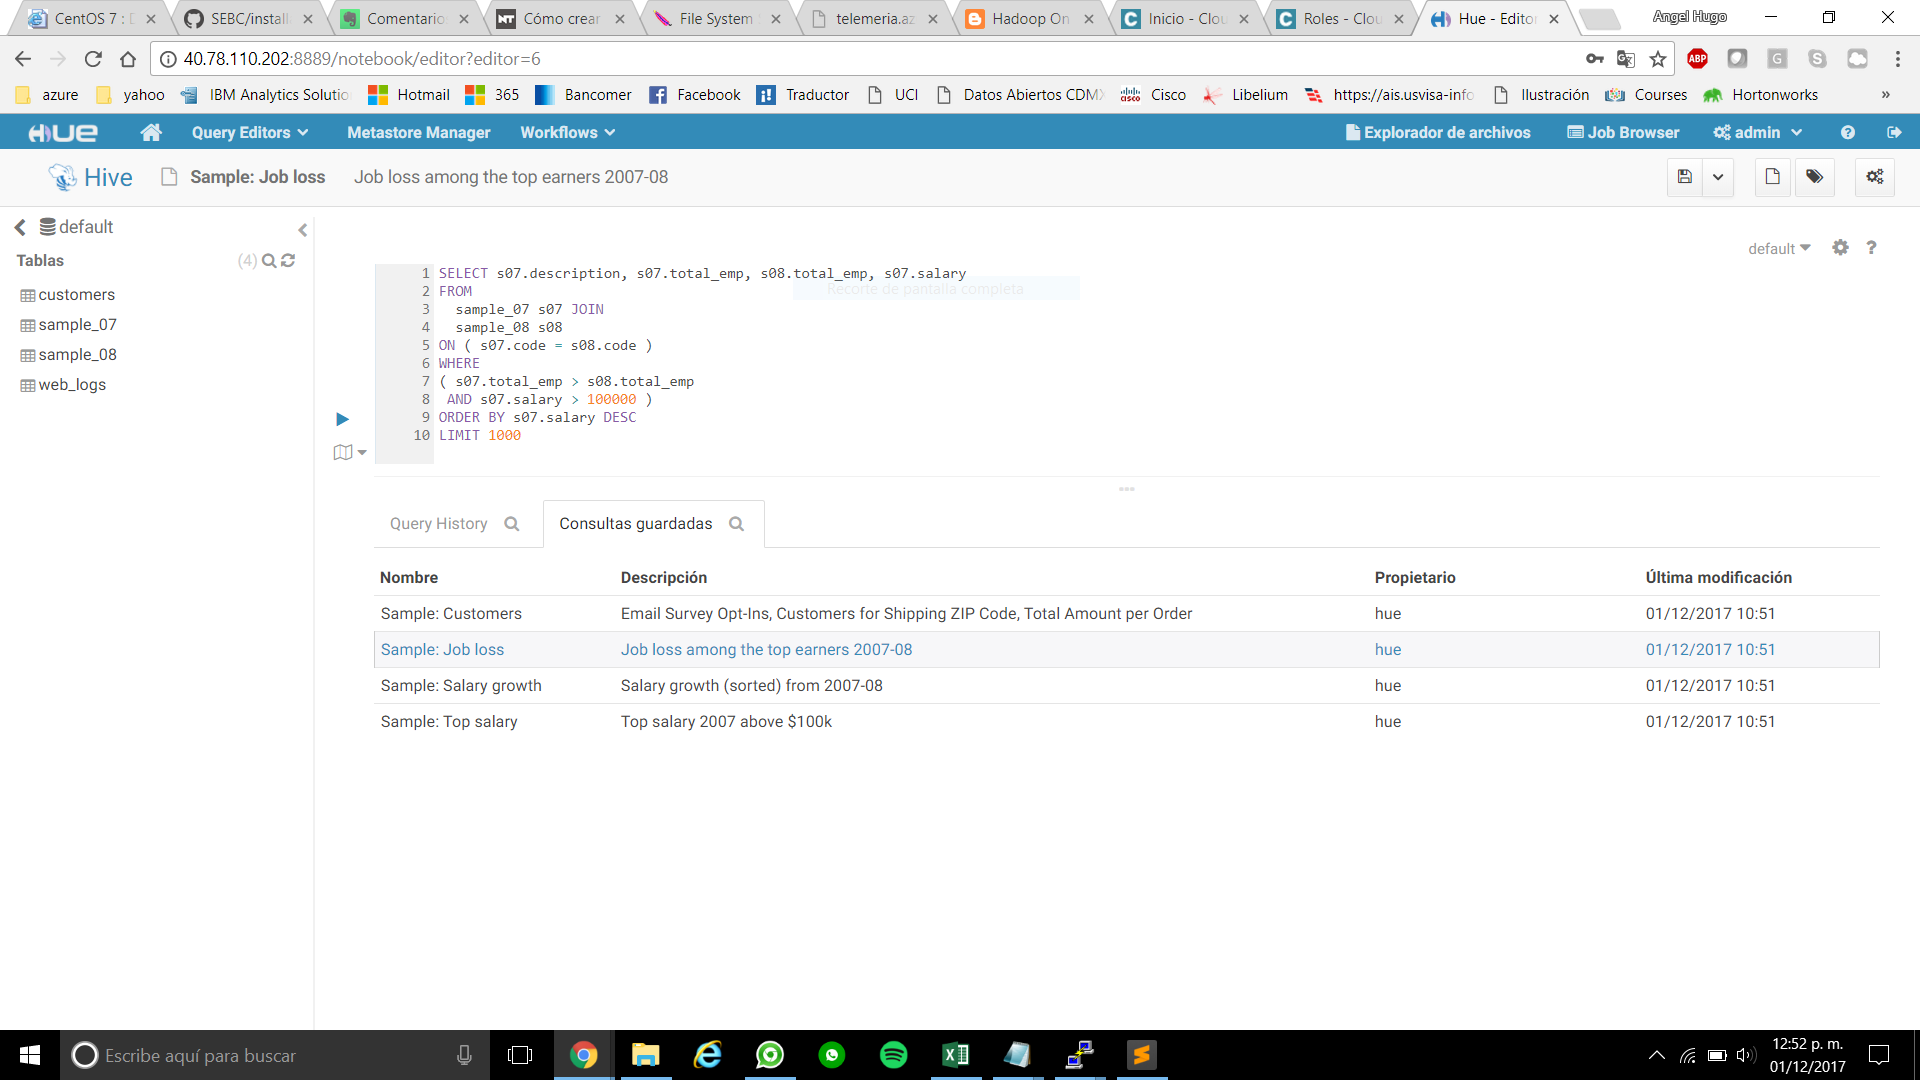 CentOS 7 : D
SEBC/install
Comentario
Cómo crear
File System
telemeria.az
Hadoop On
Inicio - Clou
Roles - Clou
Hue - Editor
Angel Hugo
40.78.110.202:8889/notebook/editor?editor=6
azure
yahoo
IBM Analytics Solutio
Hotmail
365
Bancomer
Facebook
Traductor
UCI
Datos Abiertos CDMX
Cisco
Libelium
https://ais.usvisa-info
Ilustración
Courses
Hortonworks
»
HUE
Query Editors
Metastore Manager
Workflows
Explorador de archivos
Job Browser
admin
Hive
Sample: Job loss
Job loss among the top earners 2007-08
default
Tablas
(4)
customers
sample_07
sample_08
web_logs
default
?
1 SELECT s07.description, s07.total_emp, s08.total_emp, s07.salary
Recorte de pantalla completa
2 FROM
3 sample_07 s07 JOIN
4 sample_08 s08
5 ON ( s07.code = s08.code )
6 WHERE
7 ( s07.total_emp > s08.total_emp
8 AND s07.salary > 100000 )
9 ORDER BY s07.salary DESC
10 LIMIT 1000
Query History
Consultas guardadas
Nombre Descripción Propietario Última modificación
Sample: Customers Email Survey Opt-Ins, Customers for Shipping ZIP Code, Total Amount per Order hue 01/12/2017 10:51
Sample: Job loss Job loss among the top earners 2007-08 hue 01/12/2017 10:51
Sample: Salary growth Salary growth (sorted) from 2007-08 hue 01/12/2017 10:51
Sample: Top salary Top salary 2007 above $100k hue 01/12/2017 10:51
Escribe aquí para buscar
12:52 p. m.
01/12/2017